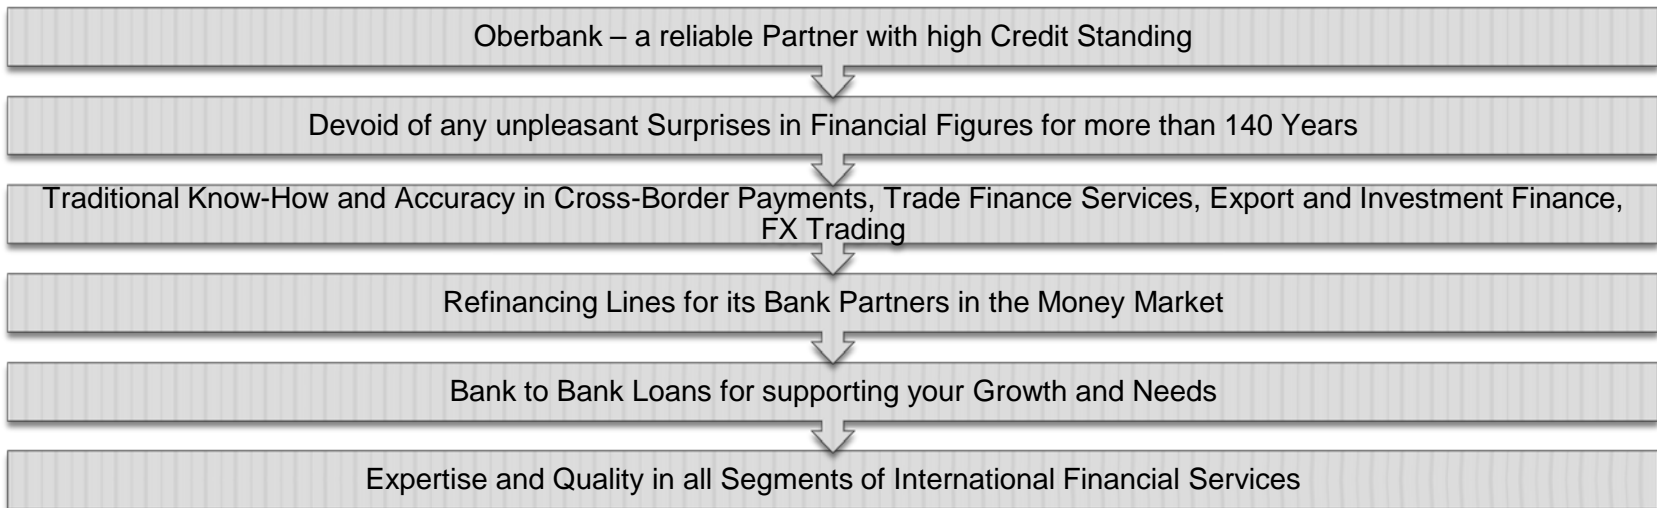 Oberbank – a reliable Partner with high Credit Standing
Devoid of any unpleasant Surprises in Financial Figures for more than 140 Years
Traditional Know-How and Accuracy in Cross-Border Payments, Trade Finance Services, Export and Investment Finance,
FX Trading
Refinancing Lines for its Bank Partners in the Money Market
Bank to Bank Loans for supporting your Growth and Needs
Expertise and Quality in all Segments of International Financial Services